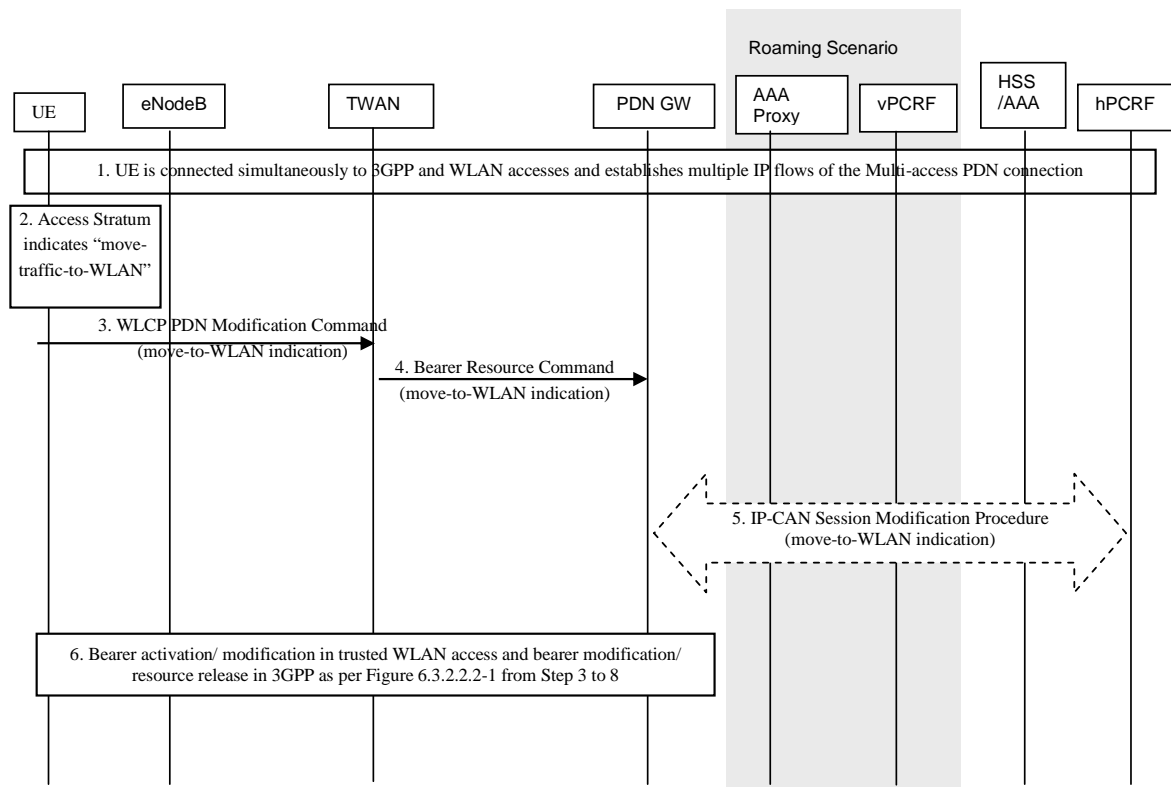 Roaming Scenario
UE
eNodeB
TWAN
PDN GW
AAA
Proxy
vPCRF
HSS
/AAA
hPCRF
1. UE is connected simultaneously to 3GPP and WLAN accesses and establishes multiple IP flows of the Multi-access PDN connection
2. Access Stratum
indicates “move-
traffic-to-WLAN”
3. WLCP PDN Modification Command
(move-to-WLAN indication)
4. Bearer Resource Command
(move-to-WLAN indication)
5. IP-CAN Session Modification Procedure
(move-to-WLAN indication)
6. Bearer activation/ modification in trusted WLAN access and bearer modification/
resource release in 3GPP as per Figure 6.3.2.2.2-1 from Step 3 to 8